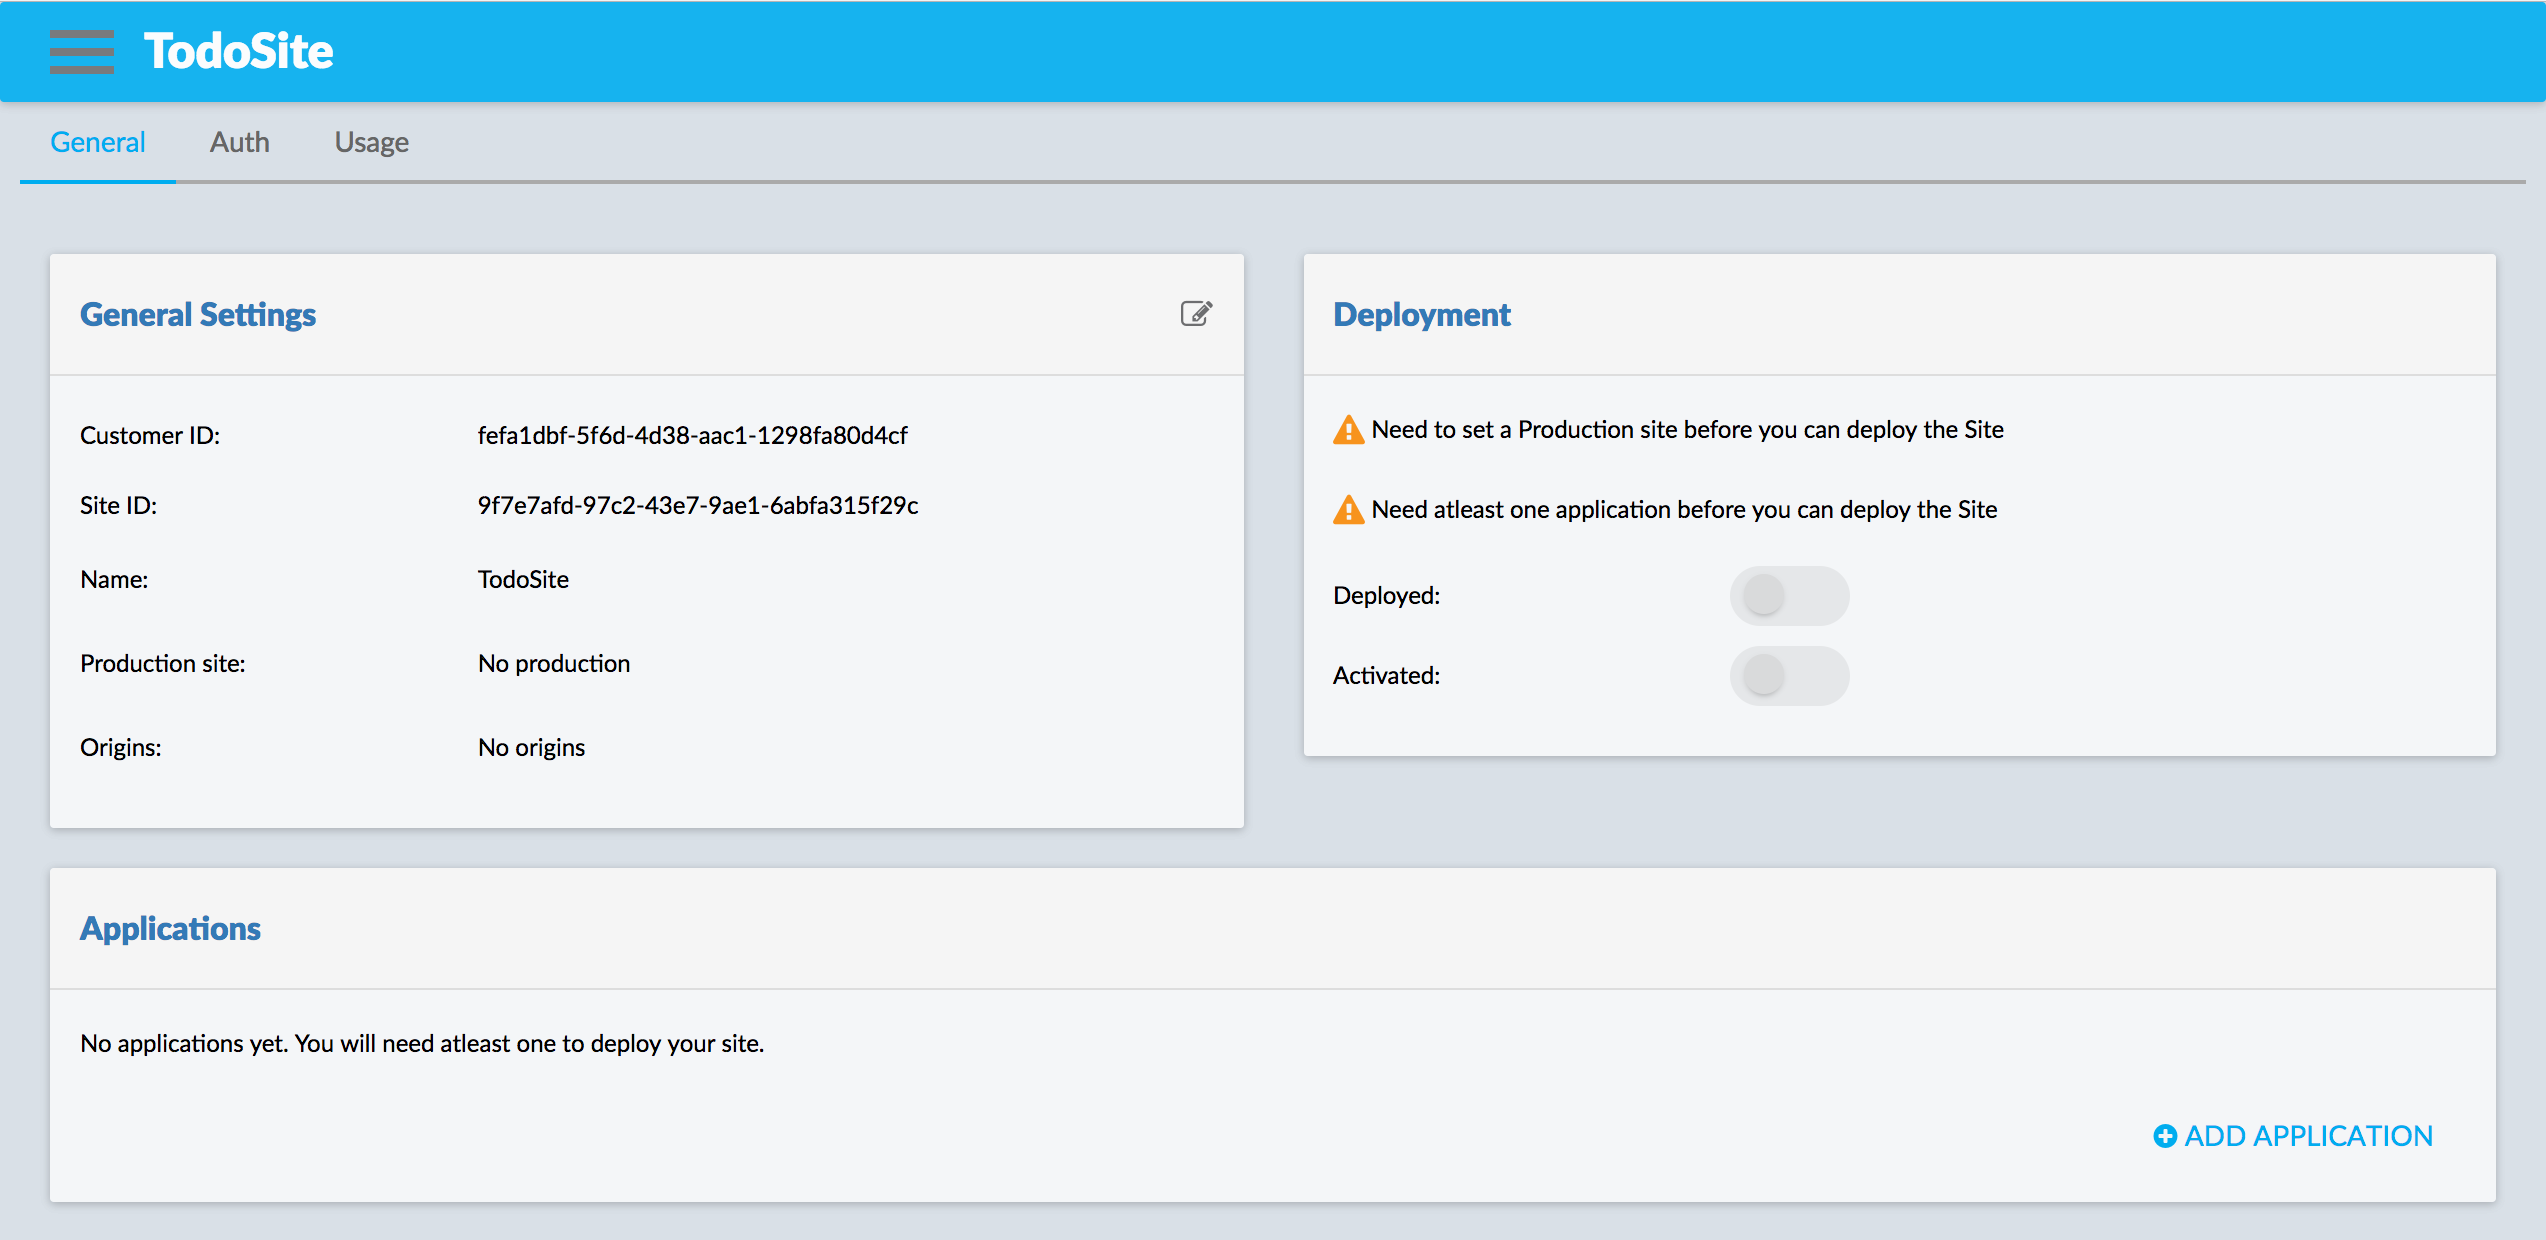 TodoSite
General Auth Usage
General Settings
Customer ID: fefa1dbf-5f6d-4d38-aac1-1298fa80d4cf
Site ID: 9f7e7afd-97c2-43e7-9ae1-6abfa315f29c
Name: TodoSite
Production site: No production
Origins: No origins
Deployment
Need to set a Production site before you can deploy the Site
Need atleast one application before you can deploy the Site
Deployed:
Activated:
Applications
No applications yet. You will need atleast one to deploy your site.
ADD APPLICATION